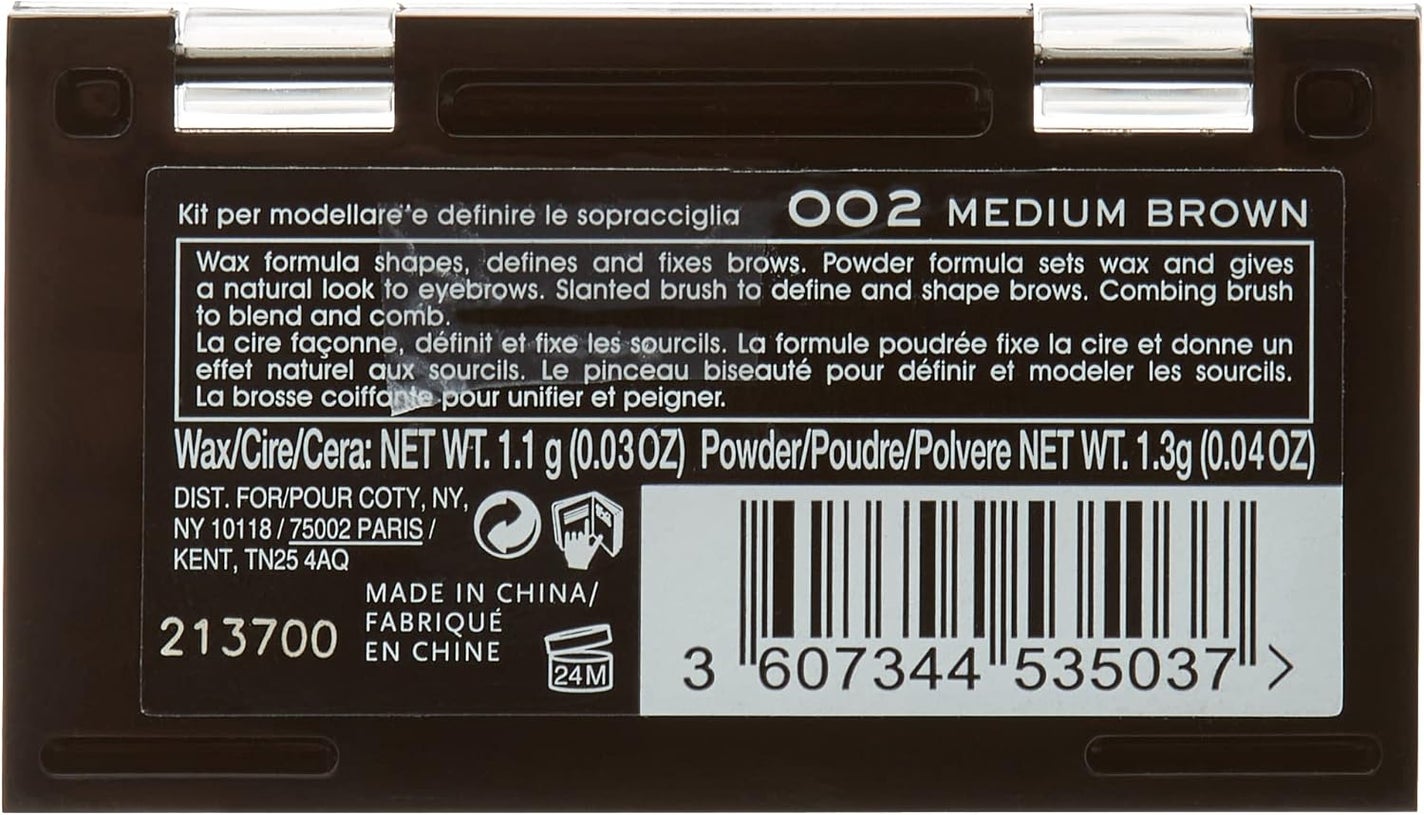 Kit per modellare e definire le sopracciglia
002 MEDIUM BROWN
Wax formula shapes, defines and fixes brows. Powder formula sets wax and gives
a natural look to eyebrows. Slanted brush to define and shape brows. Combing brush
to blend and comb.
La cire façonne, définit et fixe les sourcils. La formule poudrée fixe la cire et donne un
effet naturel aux sourcils. Le pinceau biseauté pour définir et modeler les sourcils.
La brosse coiffante pour unifier et peigner.
Wax/Cire/Cera: NET WT. 1.1 g (0.03 OZ) Powder/Poudre/Polvere NET WT. 1.3g (0.04 OZ)
DIST. FOR/POUR COTY, NY,
NY 10118 / 75002 PARIS /
KENT, TN25 4AQ
MADE IN CHINA/
FABRIQUÉ
EN CHINE
213700
24M
3 607344 535037 >